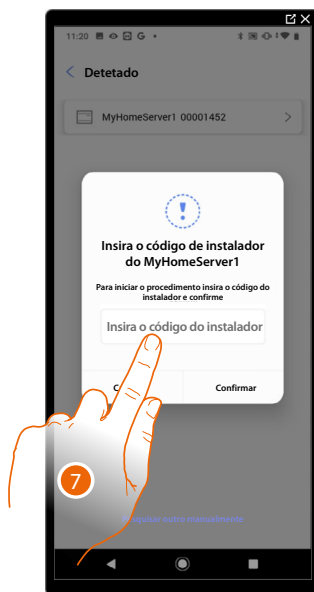 11:20
Detetado
MyHomeServer1 00001452
Insira o código de instalador
do MyHomeServer1
Para iniciar o procedimento insira o código do
instalador e confirme
Insira o código do instalador
Confirmar
7
manualmente